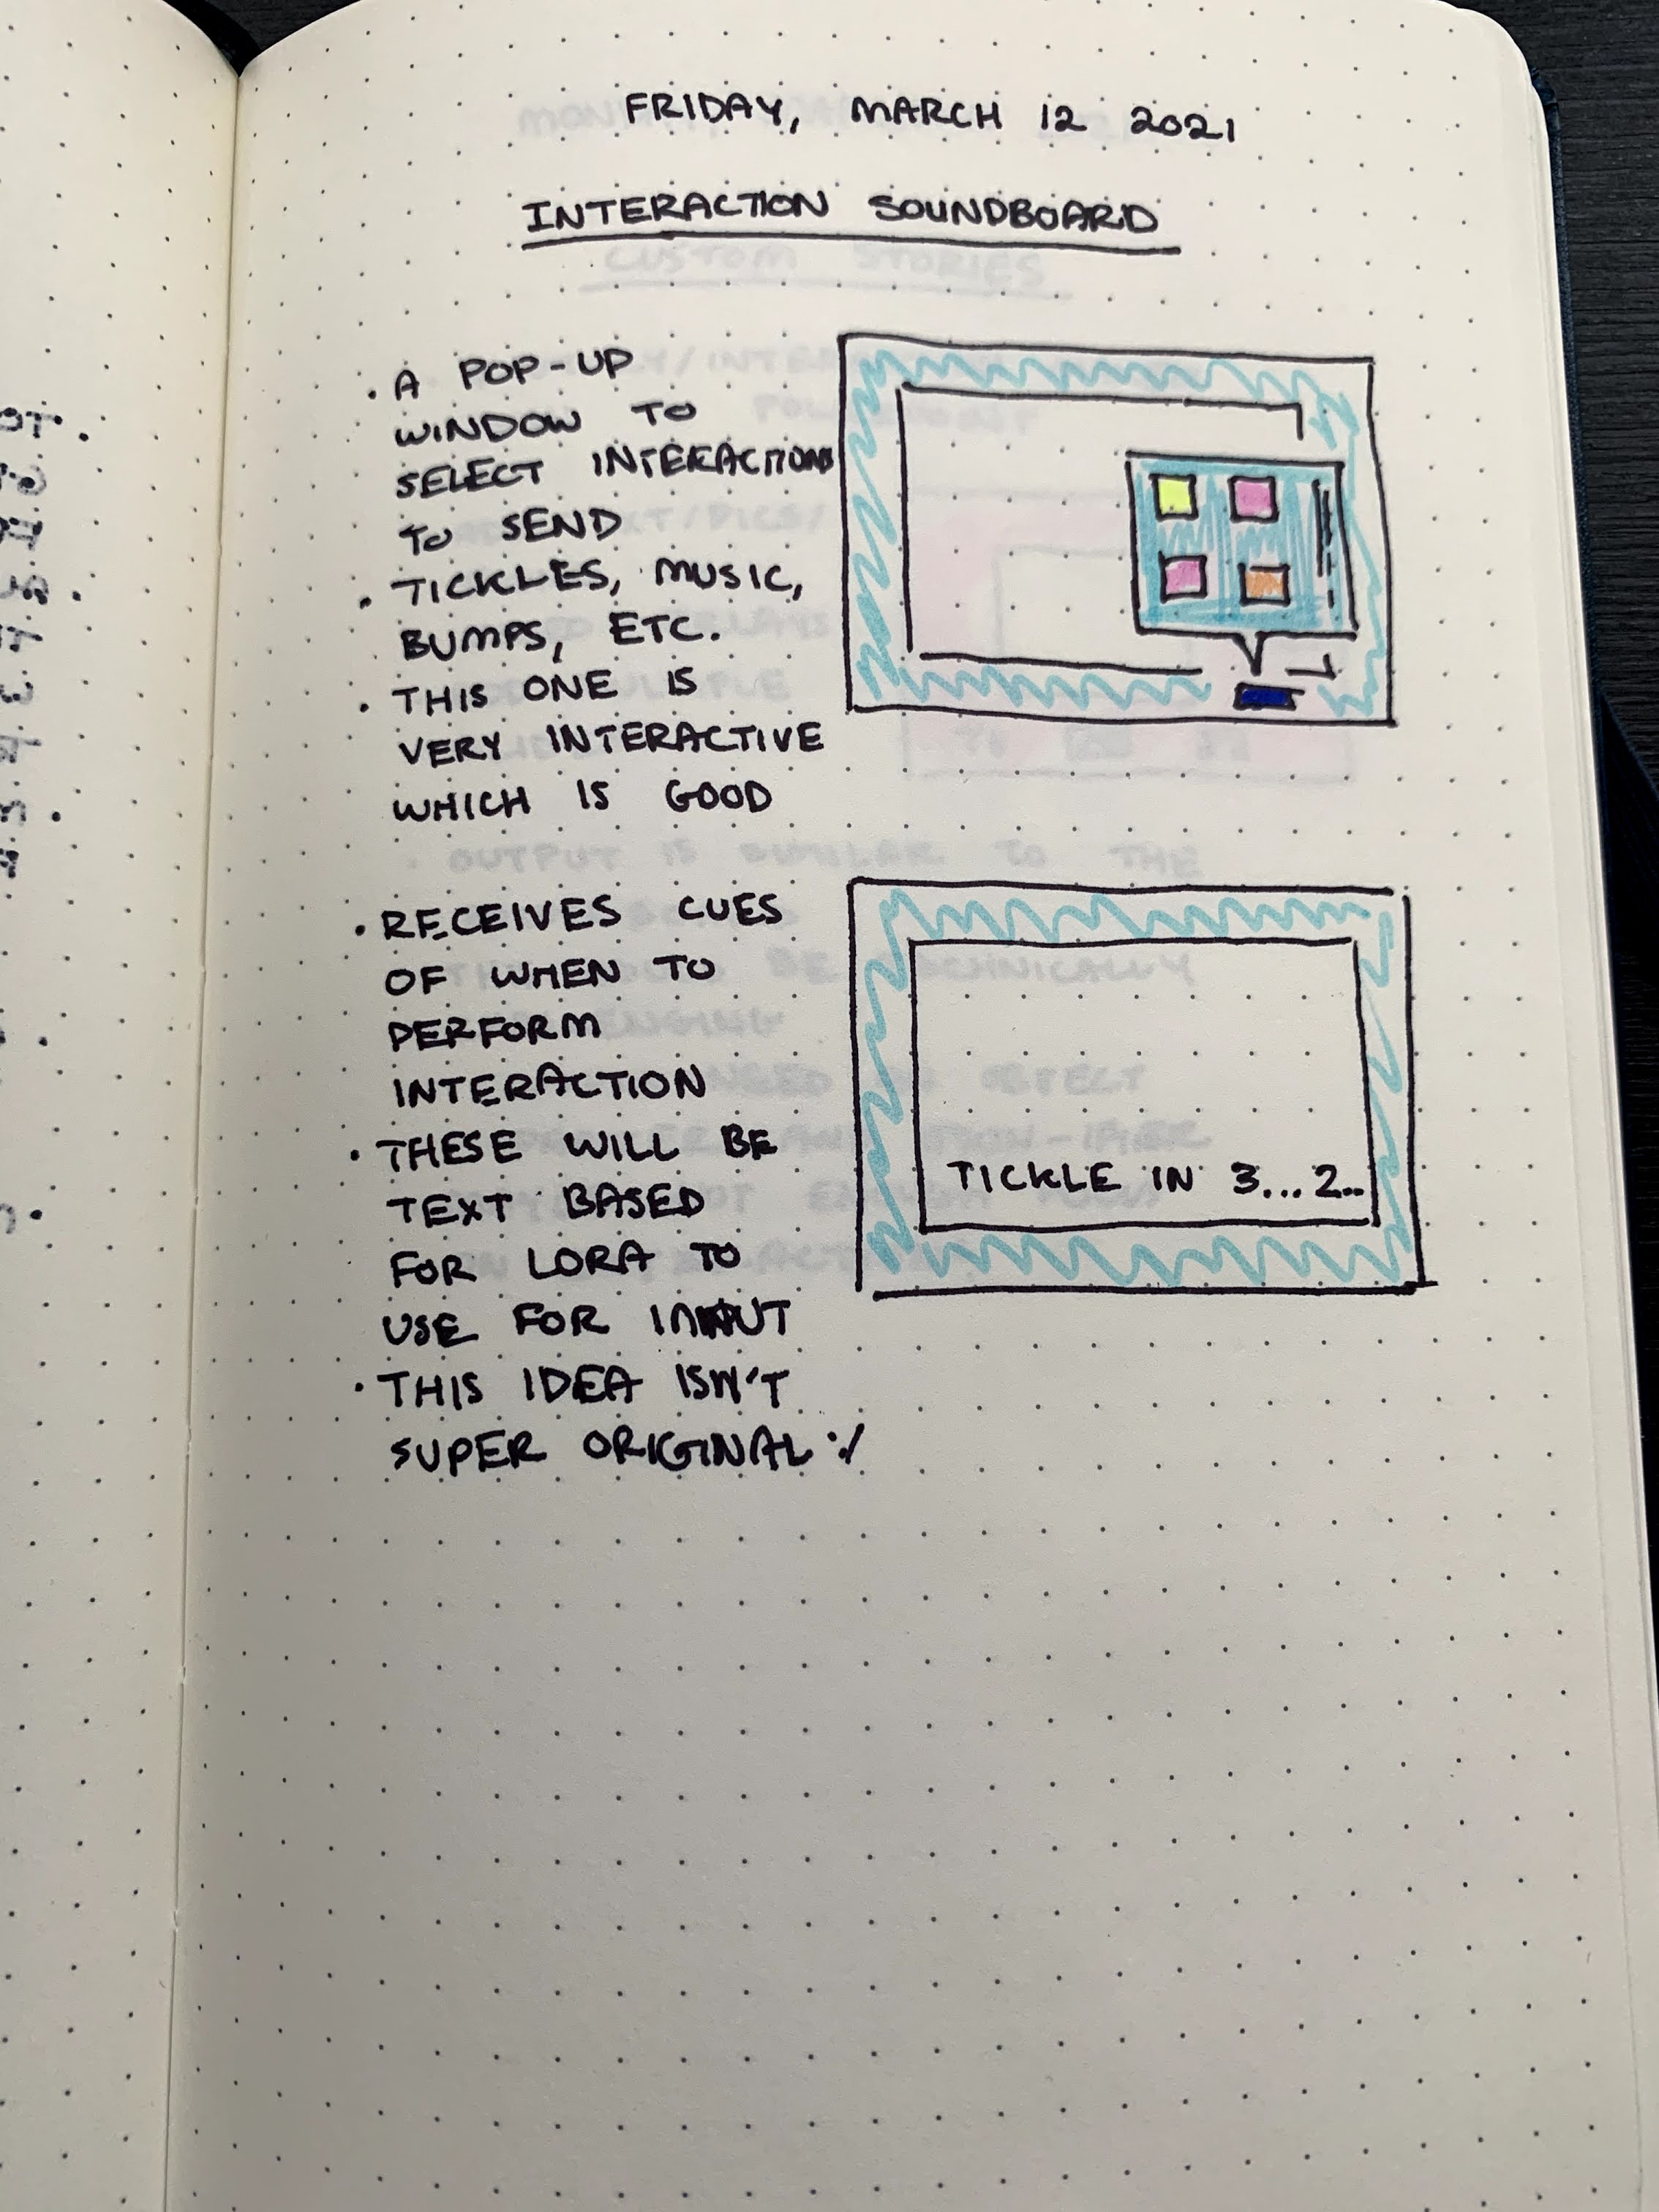 FRIDAY, MARCH 12 2021
INTERACTION SOUNDBOARD
• A POP-UP
WINDOW TO
SELECT INTERACTIONS
TO SEND
• TICKLES, MUSIC,
BUMPS, ETC.
• THIS ONE IS
VERY INTERACTIVE
WHICH IS GOOD
• RECEIVES CUES
OF WHEN TO
PERFORM
INTERACTION
• THESE WILL BE
TEXT BASED
FOR LORA TO
USE FOR INPUT
• THIS IDEA ISN'T
SUPER ORIGINAL :/
TICKLE IN 3...2..